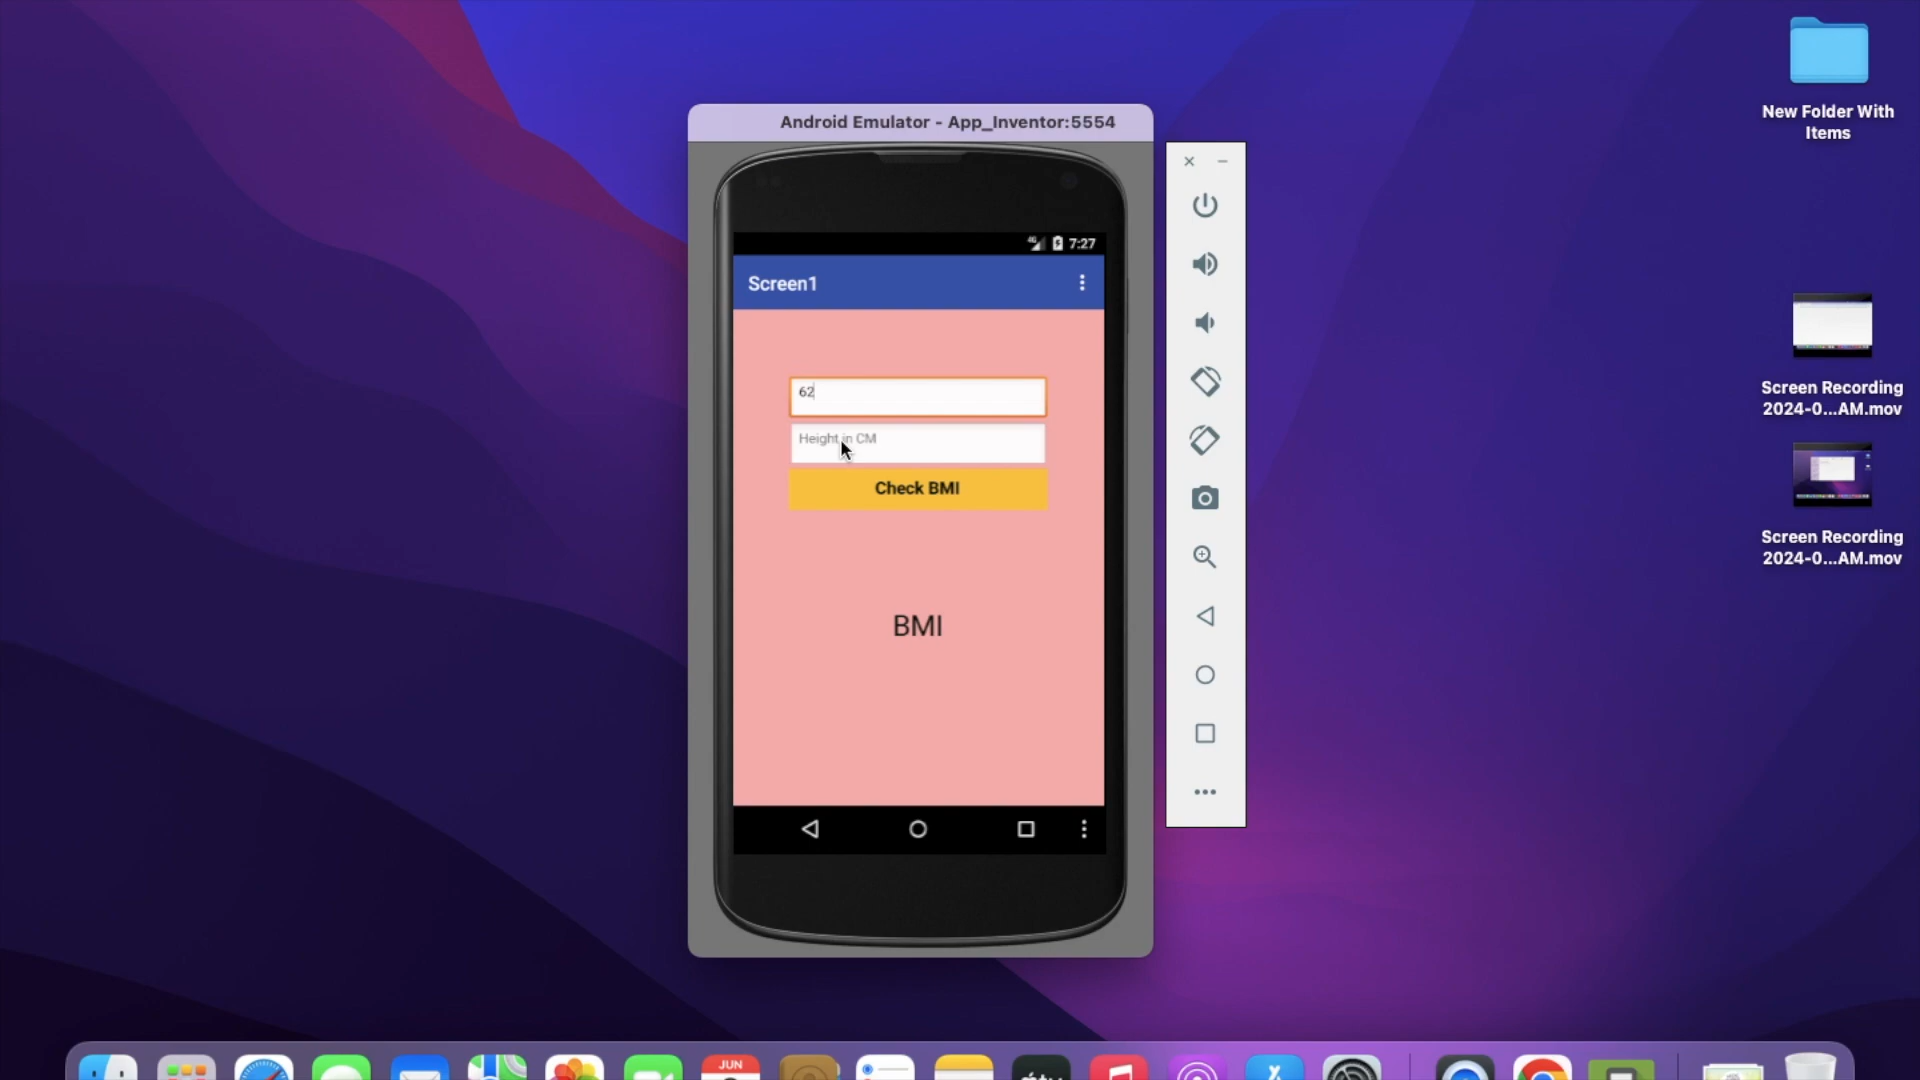 Android Emulator - App_Inventor:5554
4G 7:27
Screen1
62
Height in CM
Check BMI
BMI
New Folder With
Items
Screen Recording
2024-0...AM.mov
Screen Recording
2024-0...AM.mov
JUN